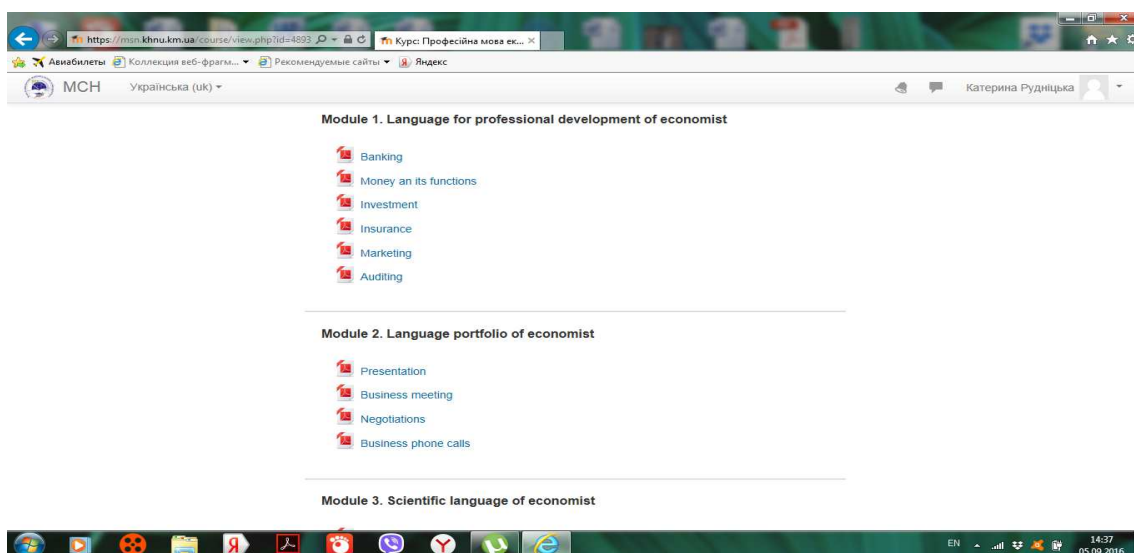 https://msn.khnu.km.ua/course/view.php?id=4893
Курс: Професійна мова ек...
Авиабилеты Коллекция веб-фрагм... Рекомендуемые сайты Яндекс
МСН Українська (uk) Катерина Рудніцька
Module 1. Language for professional development of economist
Banking
Money an its functions
Investment
Insurance
Marketing
Auditing
Module 2. Language portfolio of economist
Presentation
Business meeting
Negotiations
Business phone calls
Module 3. Scientific language of economist
EN 14:37
05.09.2016